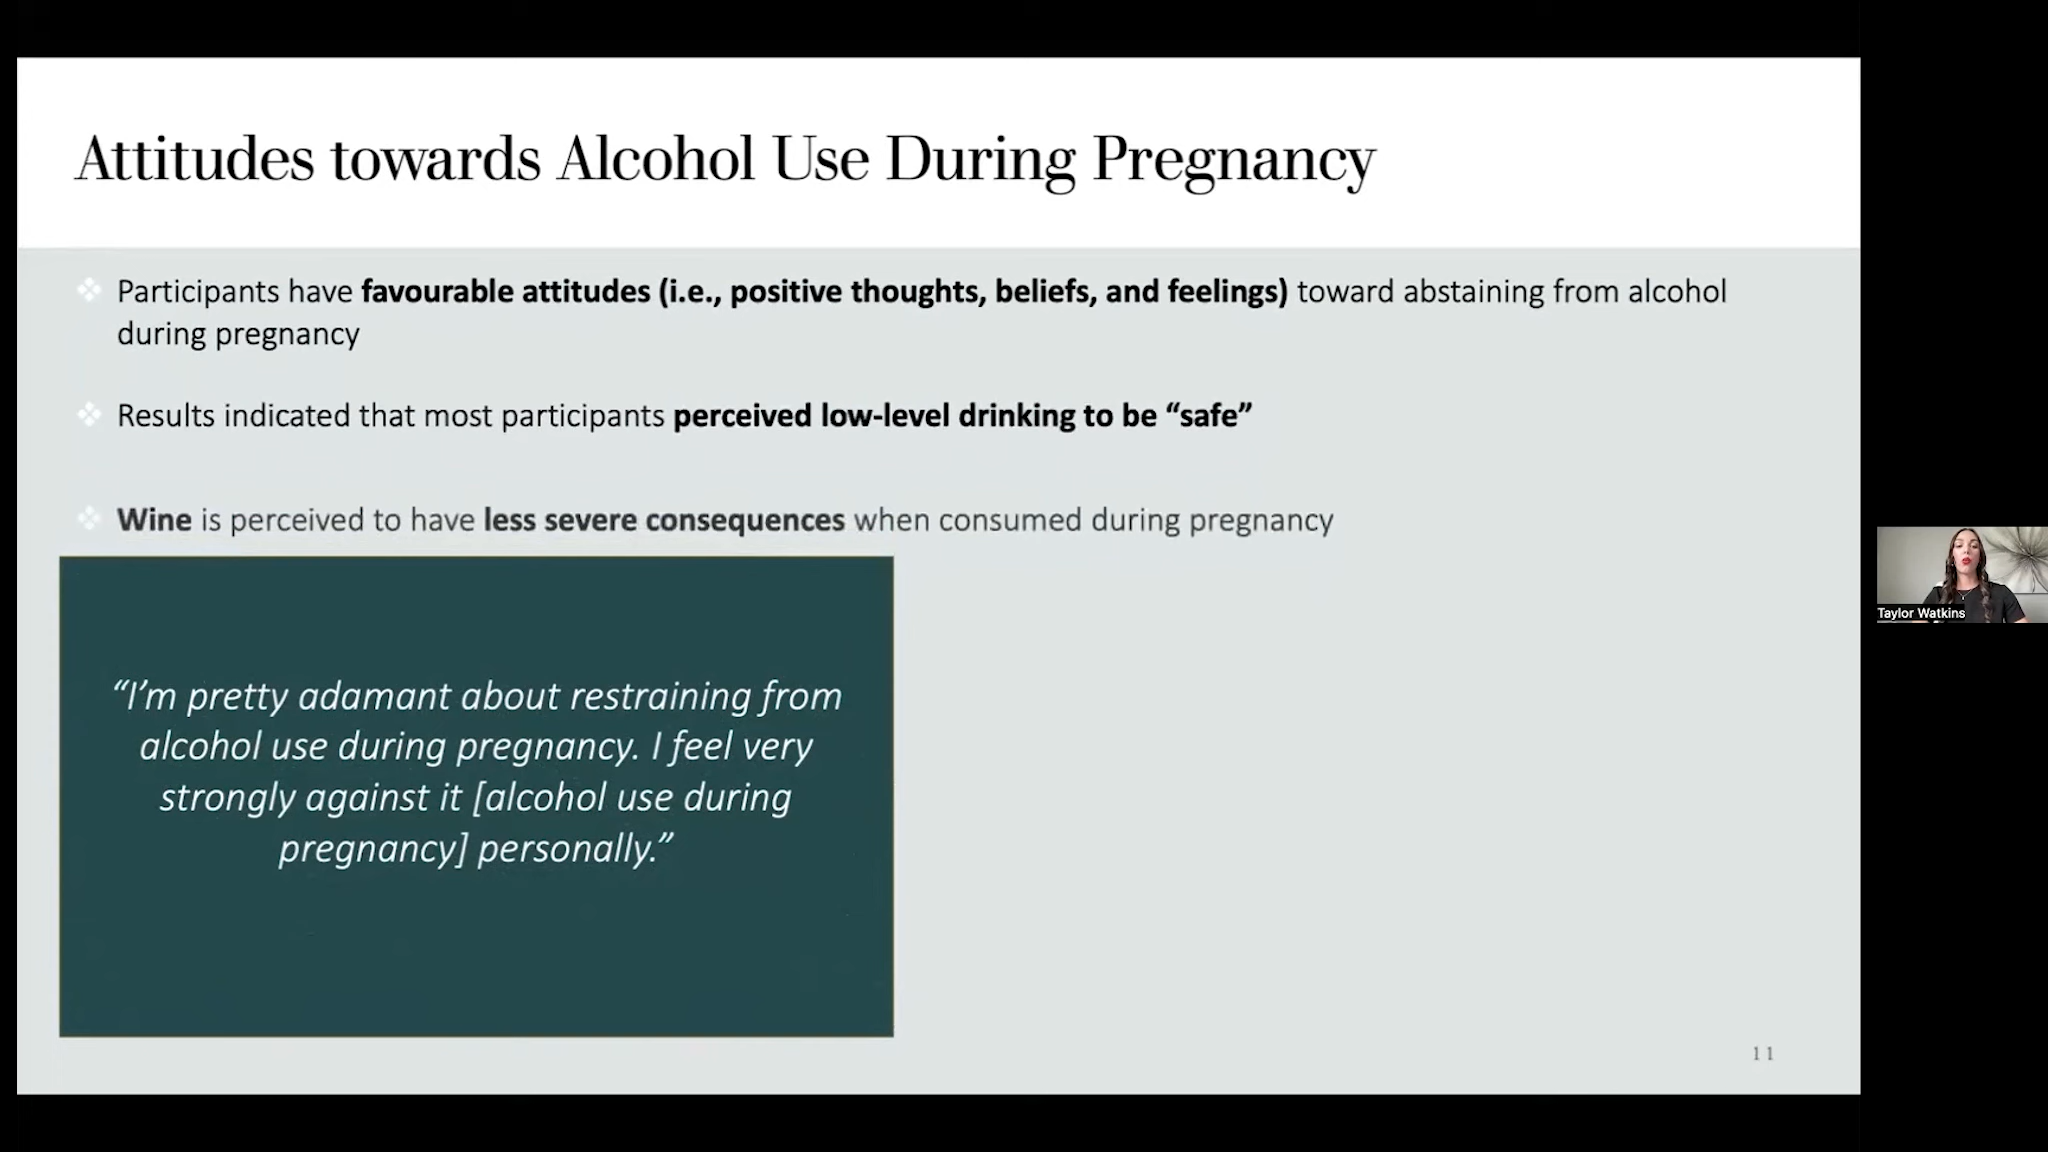 Attitudes towards Alcohol Use During Pregnancy
Participants have favourable attitudes (i.e., positive thoughts, beliefs, and feelings) toward abstaining from alcohol
during pregnancy
Results indicated that most participants perceived low-level drinking to be “safe”
Wine is perceived to have less severe consequences when consumed during pregnancy
“I’m pretty adamant about restraining from
alcohol use during pregnancy. I feel very
strongly against it [alcohol use during
pregnancy] personally.”
11
Taylor Watkins